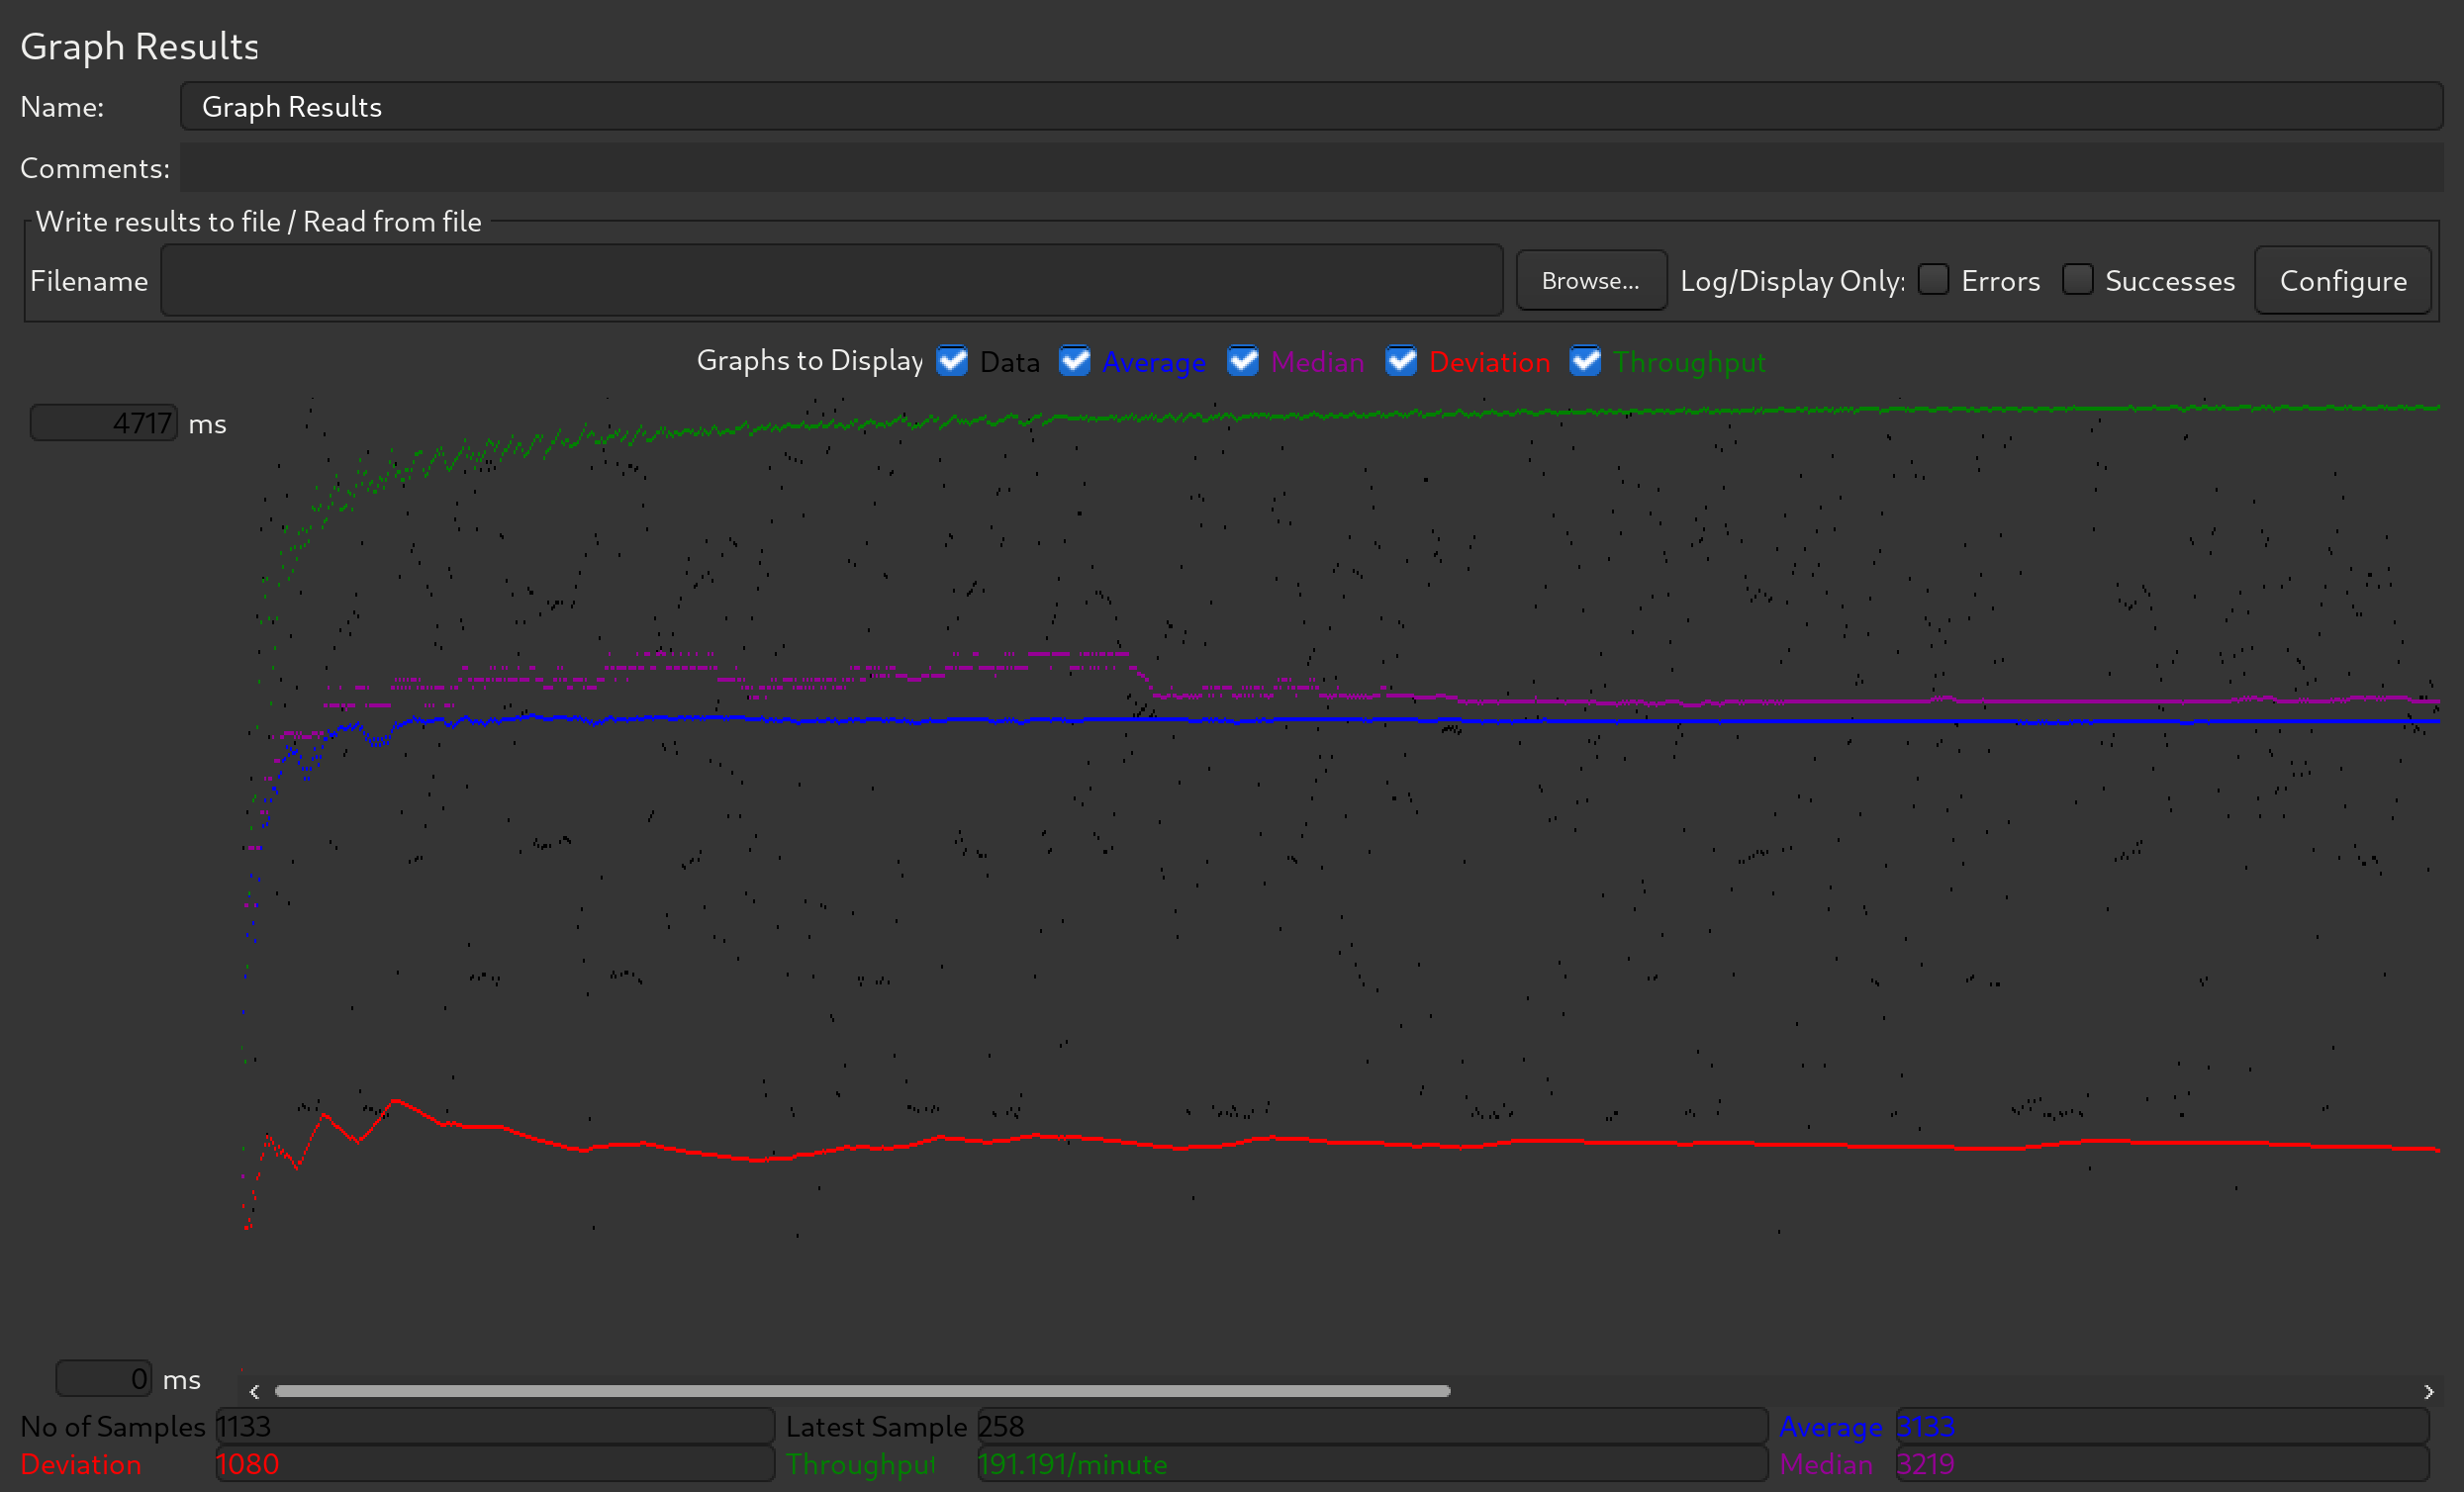 Graph Results
Name: Graph Results
Comments:
Write results to file / Read from file
Filename Browse... Log/Display Only: Errors Successes Configure
Graphs to Display Data Average Median Deviation Throughput
4717 ms
0 ms
No of Samples 1133 Latest Sample 258 Average 3133
Deviation 1080 Throughput 191.191/minute Median 3219